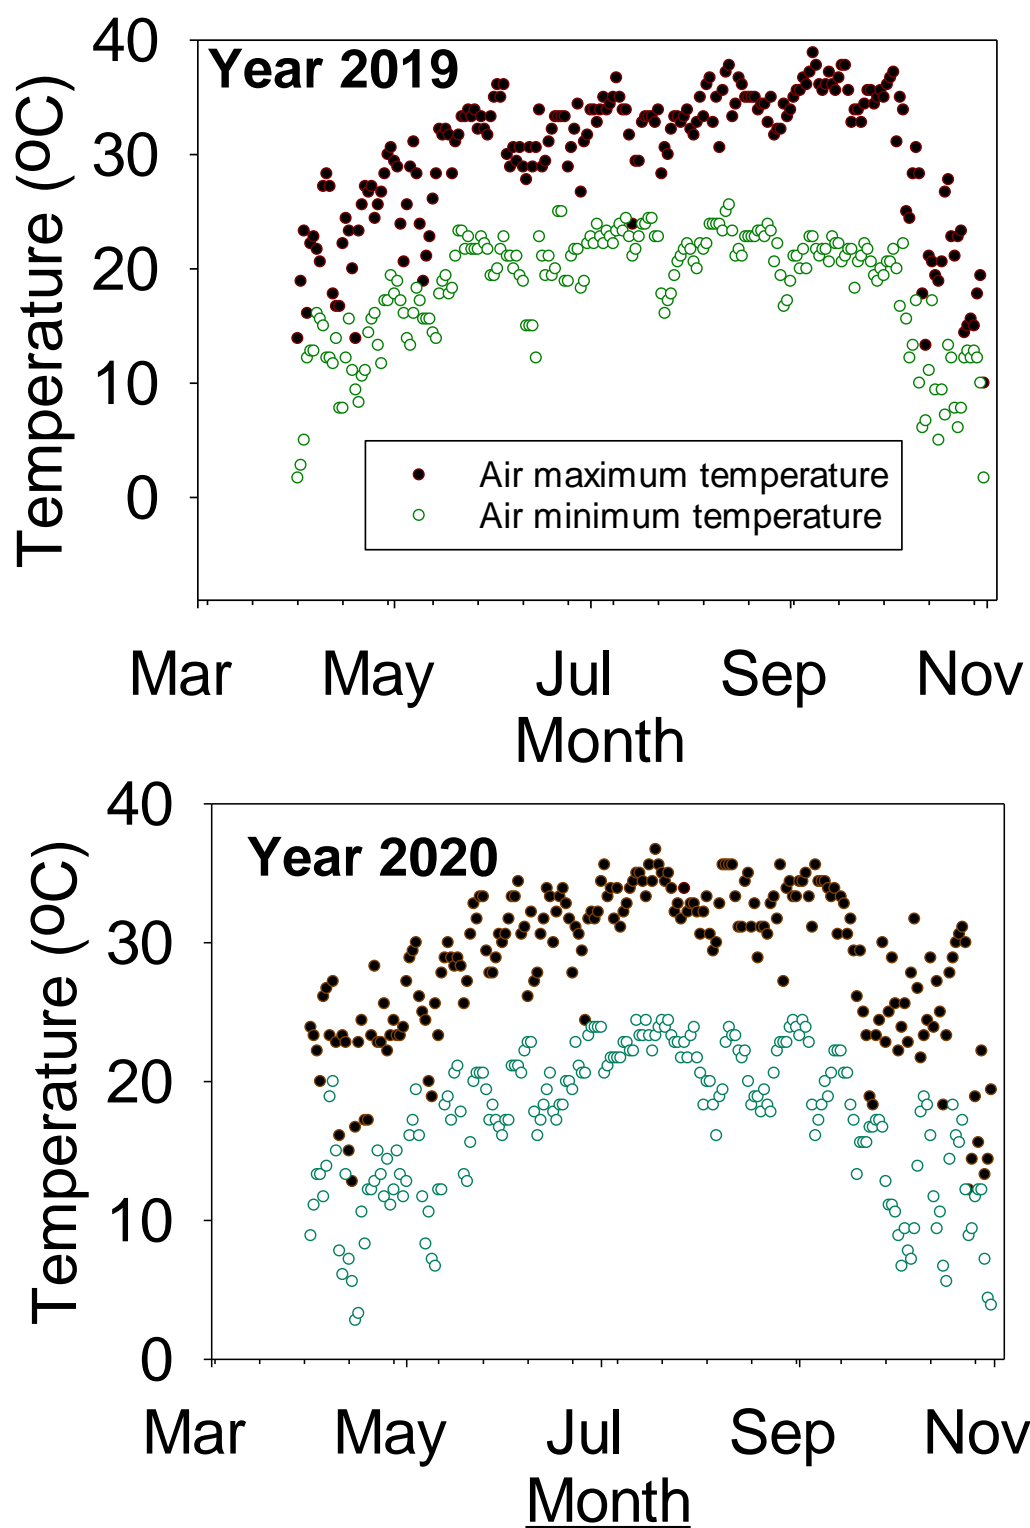 40
Year 2019
30
20
10
0
Temperature (oC)
Air maximum temperature
Air minimum temperature
Mar May Jul Sep Nov
Month
40
Year 2020
30
20
10
0
Temperature (oC)
Mar May Jul Sep Nov
Month